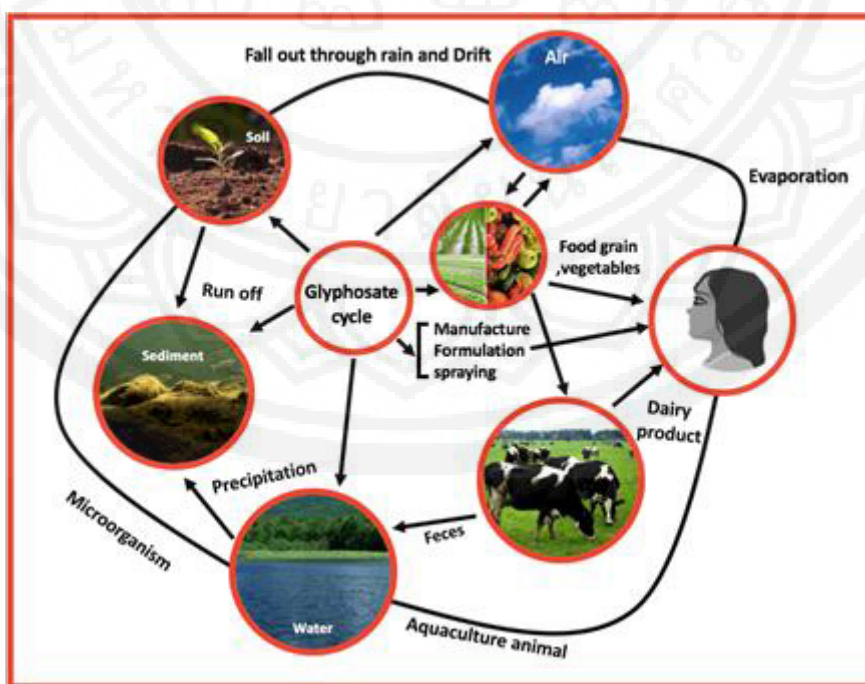 Fall out through rain and Drift
Air
Soil
Evaporation
Food grain
,vegetables
Glyphosate
cycle
Run off
Manufacture
Formulation
spraying
Sediment
Dairy
product
Precipitation
Microorganism
Feces
Water
Aquaculture animal